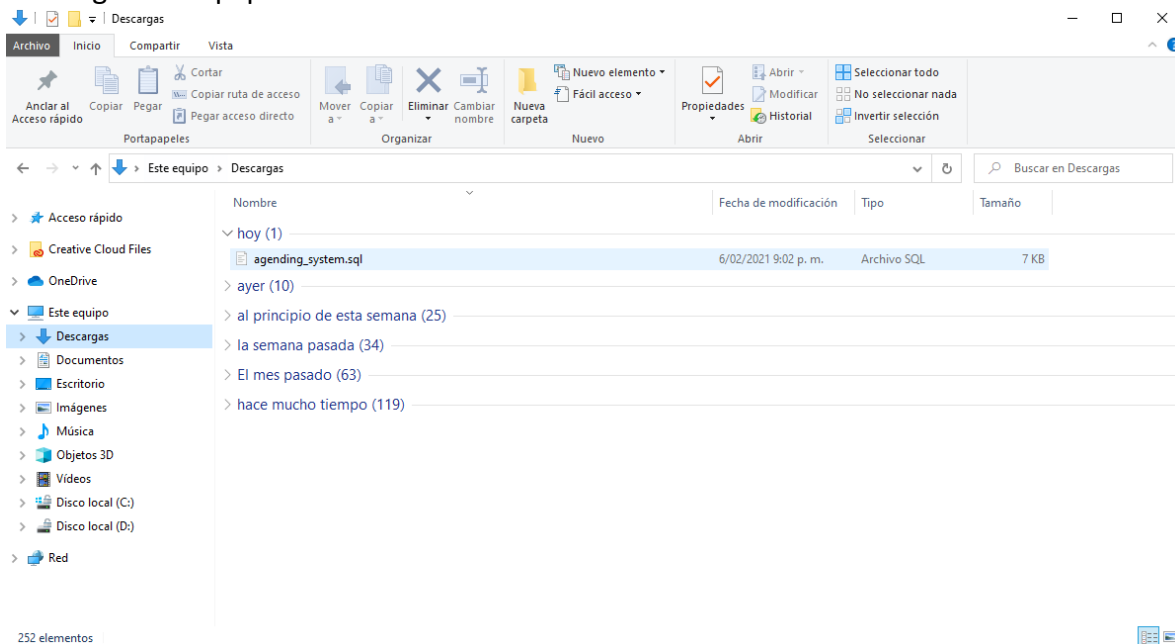 Descargas
Archivo Inicio Compartir Vista
Anclar al Acceso rápido
Copiar
Pegar
Cortar
Copiar ruta de acceso
Pegar acceso directo
Portapapeles
Mover a
Copiar a
Eliminar
Cambiar nombre
Organizar
Nueva carpeta
Nuevo elemento
Fácil acceso
Nuevo
Propiedades
Abrir
Modificar
Historial
Abrir
Seleccionar todo
No seleccionar nada
Invertir selección
Seleccionar
Este equipo > Descargas
Buscar en Descargas
Nombre Fecha de modificación Tipo Tamaño
Acceso rápido
Creative Cloud Files
OneDrive
Este equipo
Descargas
Documentos
Escritorio
Imágenes
Música
Objetos 3D
Vídeos
Disco local (C:)
Disco local (D:)
Red
hoy (1)
agending_system.sql 6/02/2021 9:02 p. m. Archivo SQL 7 KB
ayer (10)
al principio de esta semana (25)
la semana pasada (34)
El mes pasado (63)
hace mucho tiempo (119)
252 elementos